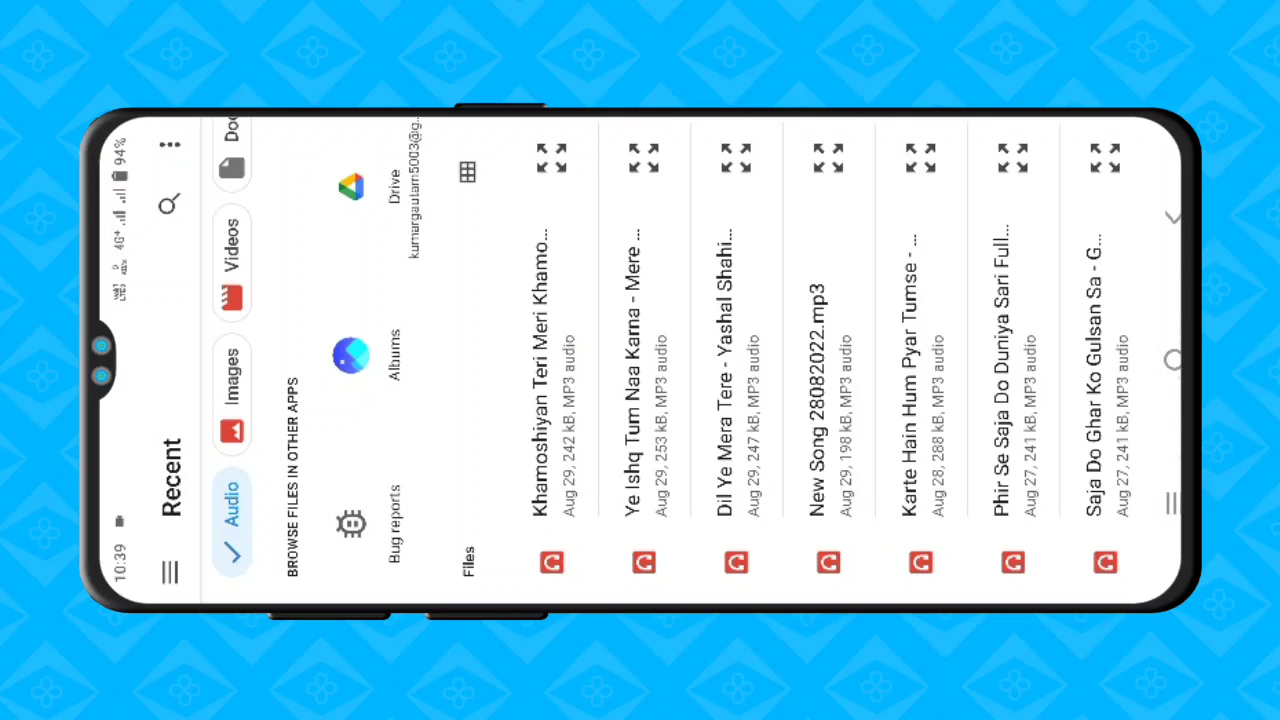 10:39
4G+
94%
Recent
Audio
Images
Videos
Doc
BROWSE FILES IN OTHER APPS
Bug reports
Albums
Drive
kumargautam5003@g...
Files
Khamoshiyan Teri Meri Khamo...
Aug 29, 242 kB, MP3 audio
Ye Ishq Tum Naa Karna - Mere ...
Aug 29, 253 kB, MP3 audio
Dil Ye Mera Tere - Yashal Shahi...
Aug 29, 247 kB, MP3 audio
New Song 28082022.mp3
Aug 29, 198 kB, MP3 audio
Karte Hain Hum Pyar Tumse - ...
Aug 28, 288 kB, MP3 audio
Phir Se Saja Do Duniya Sari Full...
Aug 27, 241 kB, MP3 audio
Saja Do Ghar Ko Gulsan Sa - G...
Aug 27, 241 kB, MP3 audio